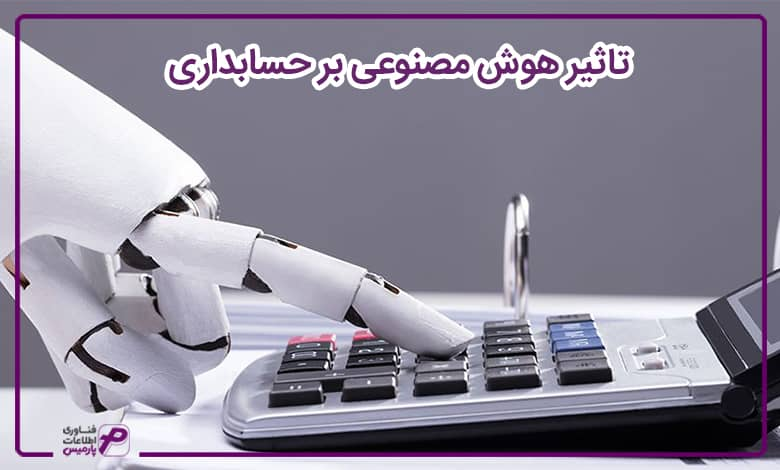 تاثیر هوش مصنوعی بر حسابداری
فناوری
اطلاعات
پارمیس